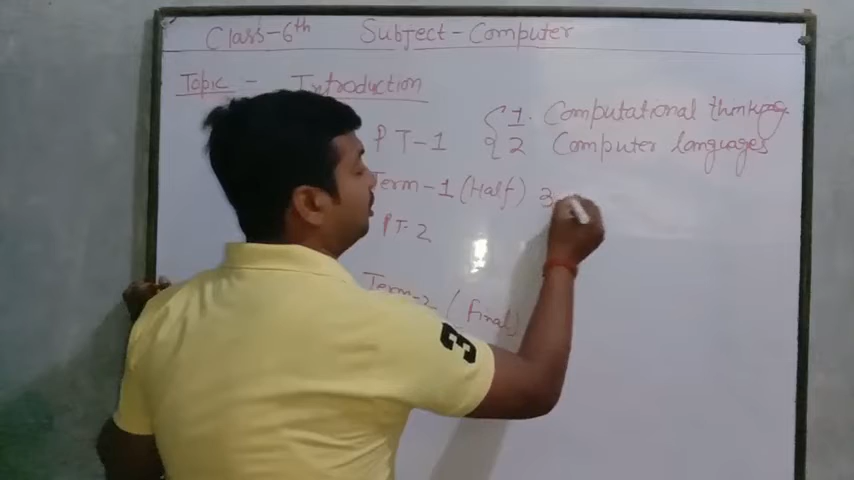 Class-6th Subject-Computer
Topic - Introduction
PT-1 { 1. Computational thinking
2 Computer languages
Term-1 (Half) 3
PT-2
Term-2 (Final)
3